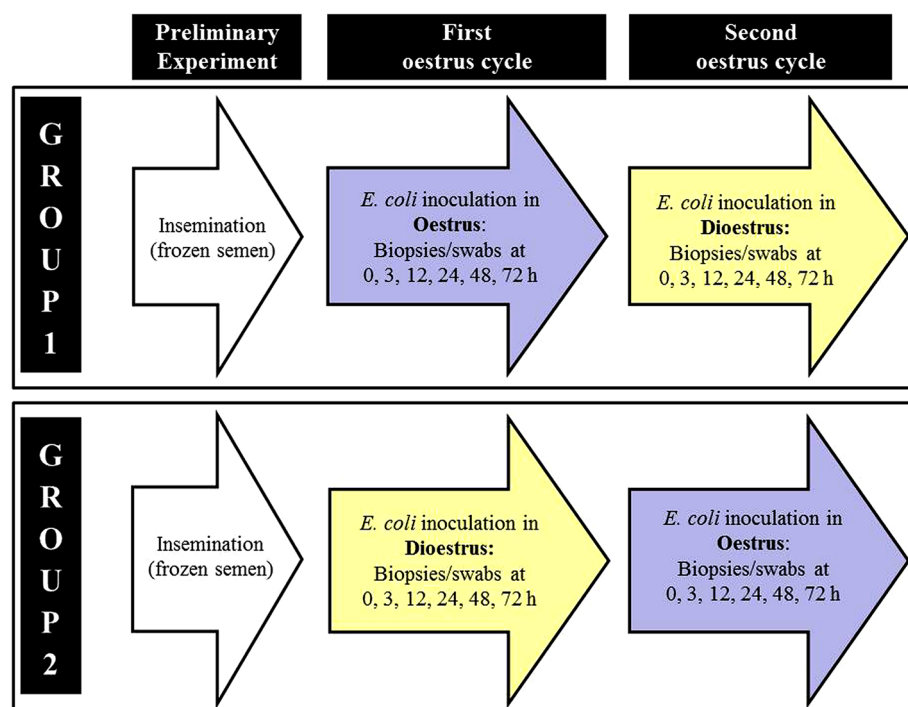 Preliminary
Experiment
First
oestrus cycle
Second
oestrus cycle
GROUP 1
Insemination
(frozen semen)
E. coli inoculation in
Oestrus:
Biopsies/swabs at
0, 3, 12, 24, 48, 72 h
E. coli inoculation in
Dioestrus:
Biopsies/swabs at
0, 3, 12, 24, 48, 72 h
GROUP 2
Insemination
(frozen semen)
E. coli inoculation in
Dioestrus:
Biopsies/swabs at
0, 3, 12, 24, 48, 72 h
E. coli inoculation in
Oestrus:
Biopsies/swabs at
0, 3, 12, 24, 48, 72 h